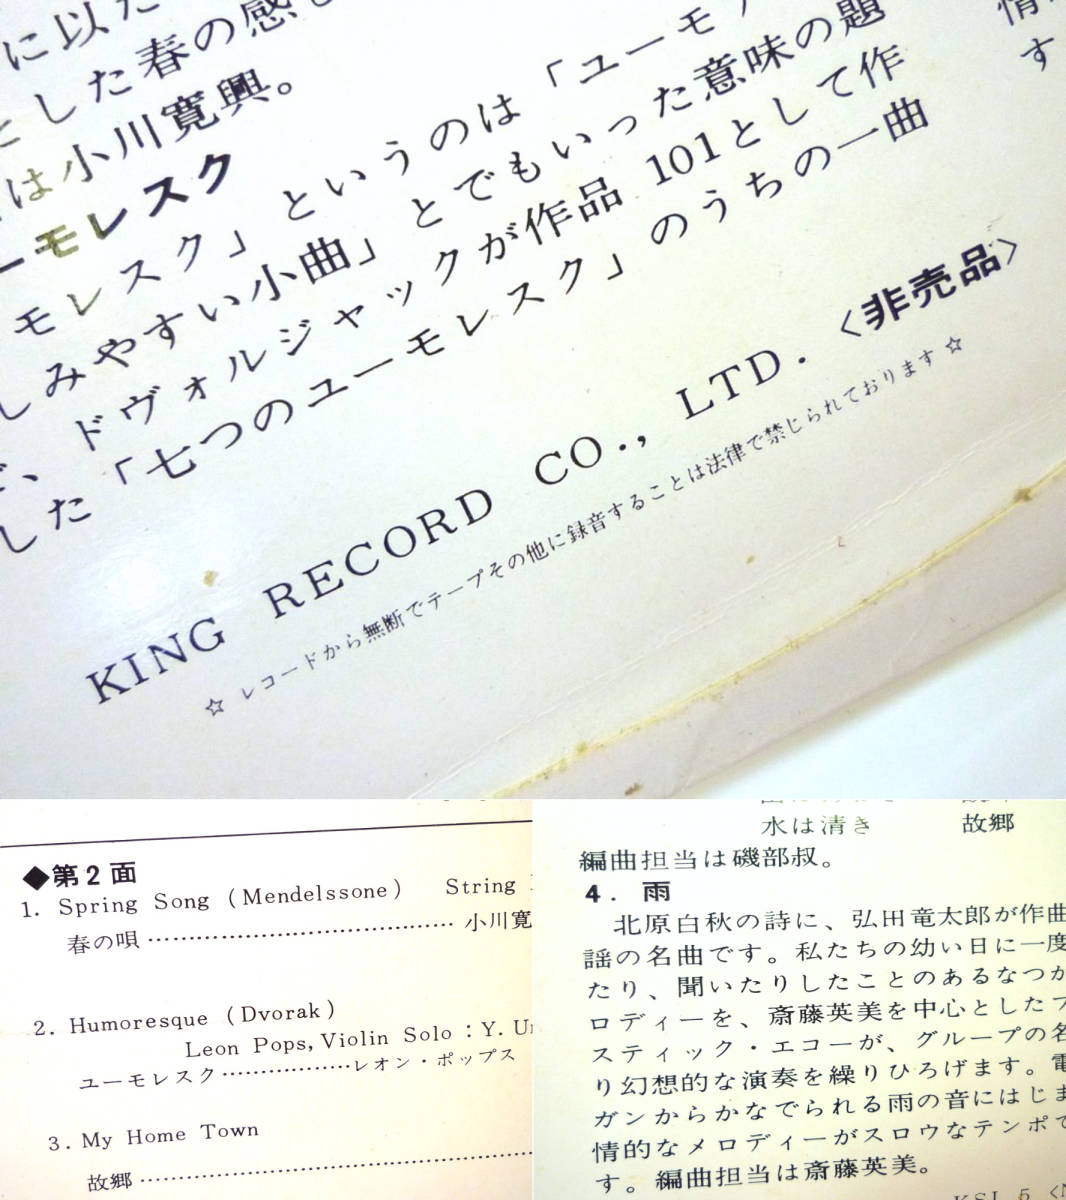 に以た
とした春の感じ
は小川寛興。
ーモレスク
モレスク」というのは「ユーモア
しみやすい小曲」とでもいった意味の題
、ドヴォルジャックが作品 101として作
した「七つのユーモレスク」のうちの一曲
情
す
KING RECORD CO., LTD. 〈非売品〉
☆ レコードから無断でテープその他に録音することは法律で禁じられております ☆
◆第2面
1. Spring Song (Mendelssone) String
春の唄……………………………………小川寛
2. Humoresque (Dvorak)
Leon Pops, Violin Solo : Y. Un
ユーモレスク………………レオン・ポップス
3. My Home Town
故郷……………………………………………
水は清き 故郷
編曲担当は磯部叔。
4. 雨
北原白秋の詩に、弘田竜太郎が作曲
謡の名曲です。私たちの幼い日に一度
たり、聞いたりしたことのあるなつか
ロディーを、斎藤英美を中心としたプ
スティック・エコーが、グループの名
り幻想的な演奏を繰りひろげます。電
ガンからかなでられる雨の音にはじま
情的なメロディーがスロウなテンポで
す。編曲担当は斎藤英美。
KSL 5